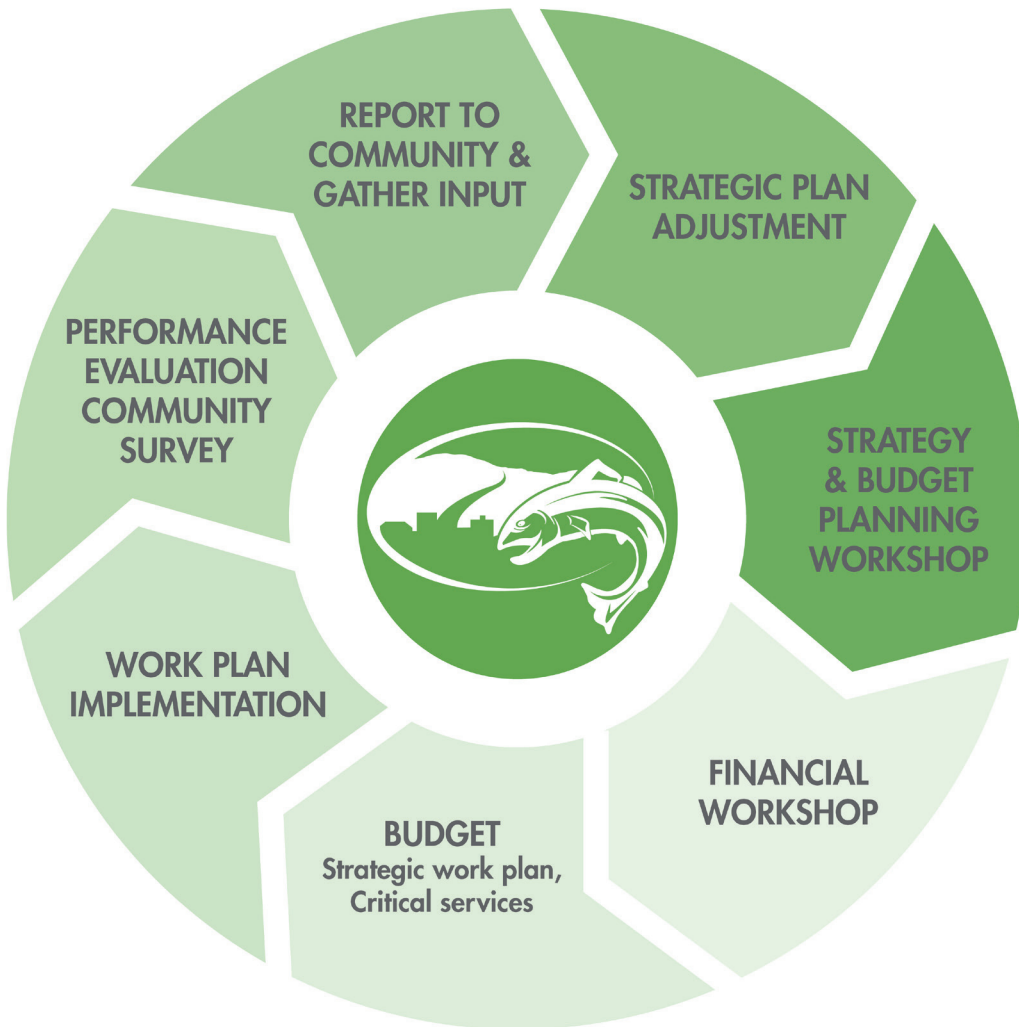 REPORT TO
COMMUNITY &
GATHER INPUT
STRATEGIC PLAN
ADJUSTMENT
STRATEGY
& BUDGET
PLANNING
WORKSHOP
FINANCIAL
WORKSHOP
BUDGET
Strategic work plan,
Critical services
WORK PLAN
IMPLEMENTATION
PERFORMANCE
EVALUATION
COMMUNITY
SURVEY